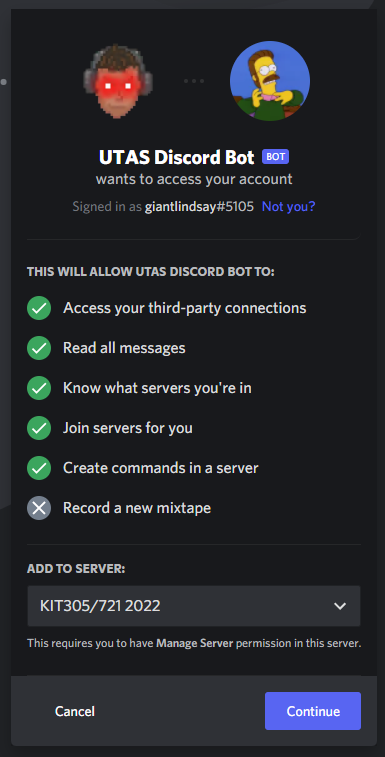 UTAS Discord Bot BOT
wants to access your account
Signed in as giantlindsay#5105 Not you?
THIS WILL ALLOW UTAS DISCORD BOT TO:
Access your third-party connections
Read all messages
Know what servers you're in
Join servers for you
Create commands in a server
Record a new mixtape
ADD TO SERVER:
KIT305/721 2022
This requires you to have Manage Server permission in this server.
Cancel Continue